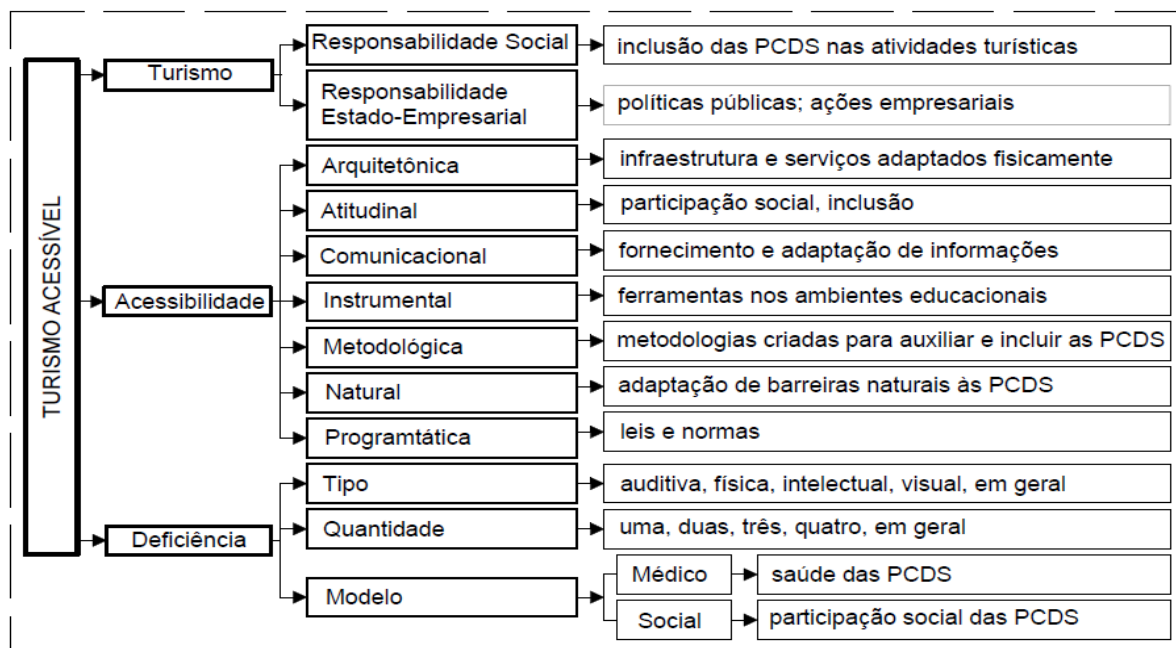 TURISMO ACESSÍVEL
Turismo
Responsabilidade Social
inclusão das PCDS nas atividades turísticas
Responsabilidade
Estado-Empresarial
políticas públicas; ações empresariais
Acessibilidade
Arquitetônica
infraestrutura e serviços adaptados fisicamente
Atitudinal
participação social, inclusão
Comunicacional
fornecimento e adaptação de informações
Instrumental
ferramentas nos ambientes educacionais
Metodológica
metodologias criadas para auxiliar e incluir as PCDS
Natural
adaptação de barreiras naturais às PCDS
Programtática
leis e normas
Deficiência
Tipo
auditiva, física, intelectual, visual, em geral
Quantidade
uma, duas, três, quatro, em geral
Modelo
Médico
saúde das PCDS
Social
participação social das PCDS